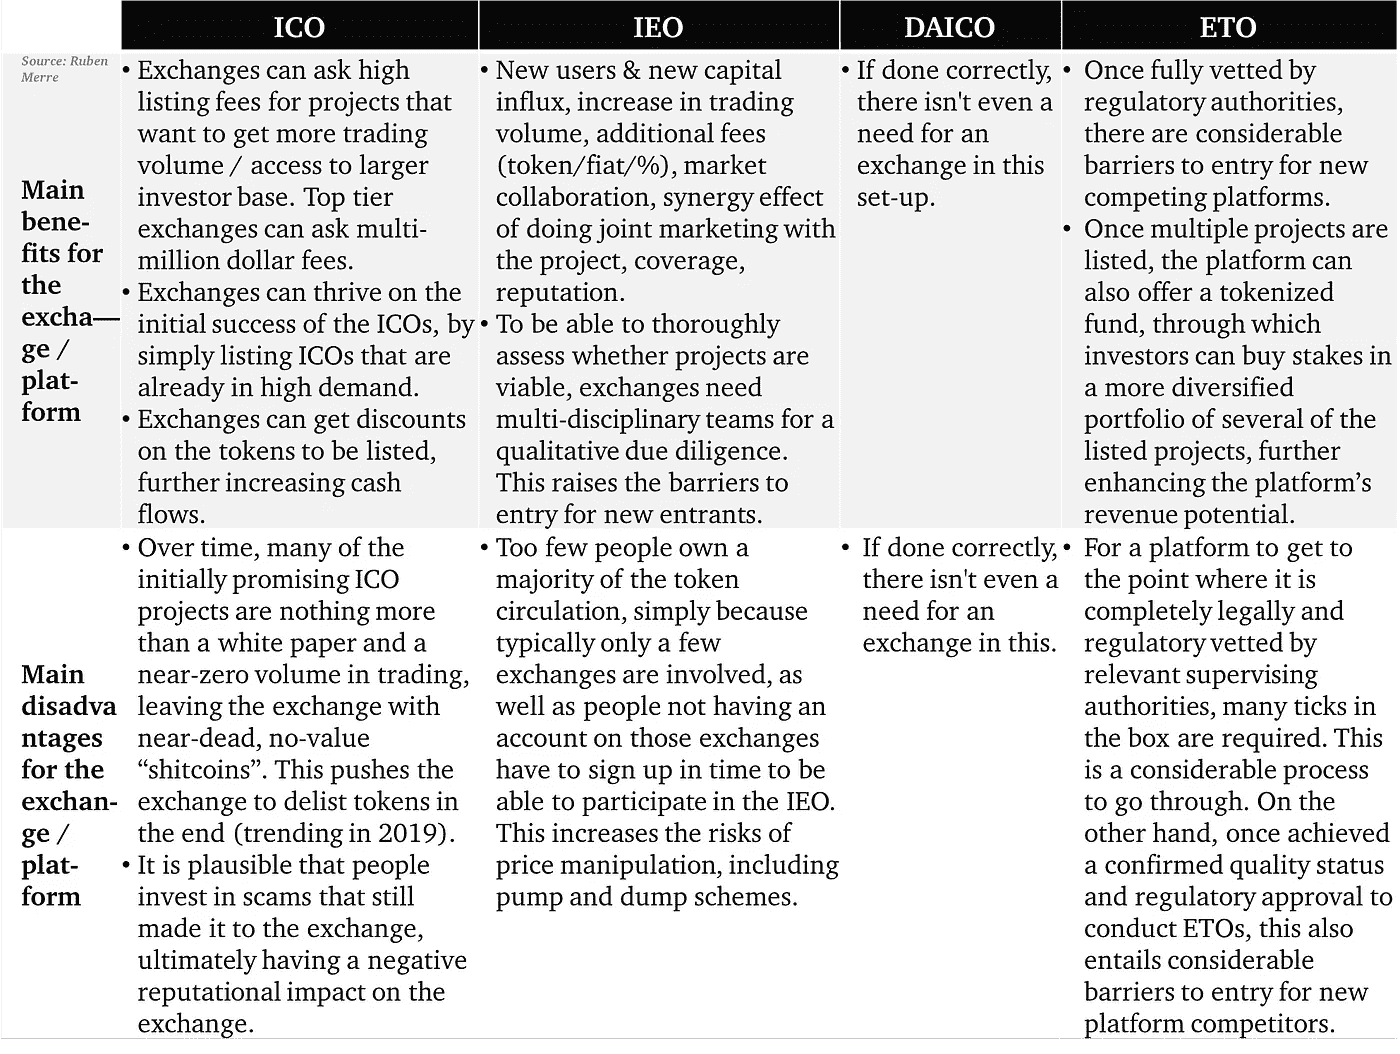 ICO
IEO
DAICO
ETO
Source: Ruben
Merre
Main
bene-
fits for
the
excha—
ge /
plat-
form
• Exchanges can ask high
listing fees for projects that
want to get more trading
volume / access to larger
investor base. Top tier
exchanges can ask multi-
million dollar fees.
• Exchanges can thrive on the
initial success of the ICOs, by
simply listing ICOs that are
already in high demand.
• Exchanges can get discounts
on the tokens to be listed,
further increasing cash
flows.
• New users & new capital
influx, increase in trading
volume, additional fees
(token/fiat/%), market
collaboration, synergy effect
of doing joint marketing with
the project, coverage,
reputation.
• To be able to thoroughly
assess whether projects are
viable, exchanges need
multi-disciplinary teams for a
qualitative due diligence.
This raises the barriers to
entry for new entrants.
• If done correctly,
there isn't even a
need for an
exchange in this
set-up.
• Once fully vetted by
regulatory authorities,
there are considerable
barriers to entry for new
competing platforms.
• Once multiple projects are
listed, the platform can
also offer a tokenized
fund, through which
investors can buy stakes in
a more diversified
portfolio of several of the
listed projects, further
enhancing the platform’s
revenue potential.
Main
disadva
ntages
for the
exchan-
ge /
plat-
form
• Over time, many of the
initially promising ICO
projects are nothing more
than a white paper and a
near-zero volume in trading,
leaving the exchange with
near-dead, no-value
“shitcoins”. This pushes the
exchange to delist tokens in
the end (trending in 2019).
• It is plausible that people
invest in scams that still
made it to the exchange,
ultimately having a negative
reputational impact on the
exchange.
• Too few people own a
majority of the token
circulation, simply because
typically only a few
exchanges are involved, as
well as people not having an
account on those exchanges
have to sign up in time to be
able to participate in the IEO.
This increases the risks of
price manipulation, including
pump and dump schemes.
• If done correctly,
there isn't even a
need for an
exchange in this.
• For a platform to get to
the point where it is
completely legally and
regulatory vetted by
relevant supervising
authorities, many ticks in
the box are required. This
is a considerable process
to go through. On the
other hand, once achieved
a confirmed quality status
and regulatory approval to
conduct ETOs, this also
entails considerable
barriers to entry for new
platform competitors.